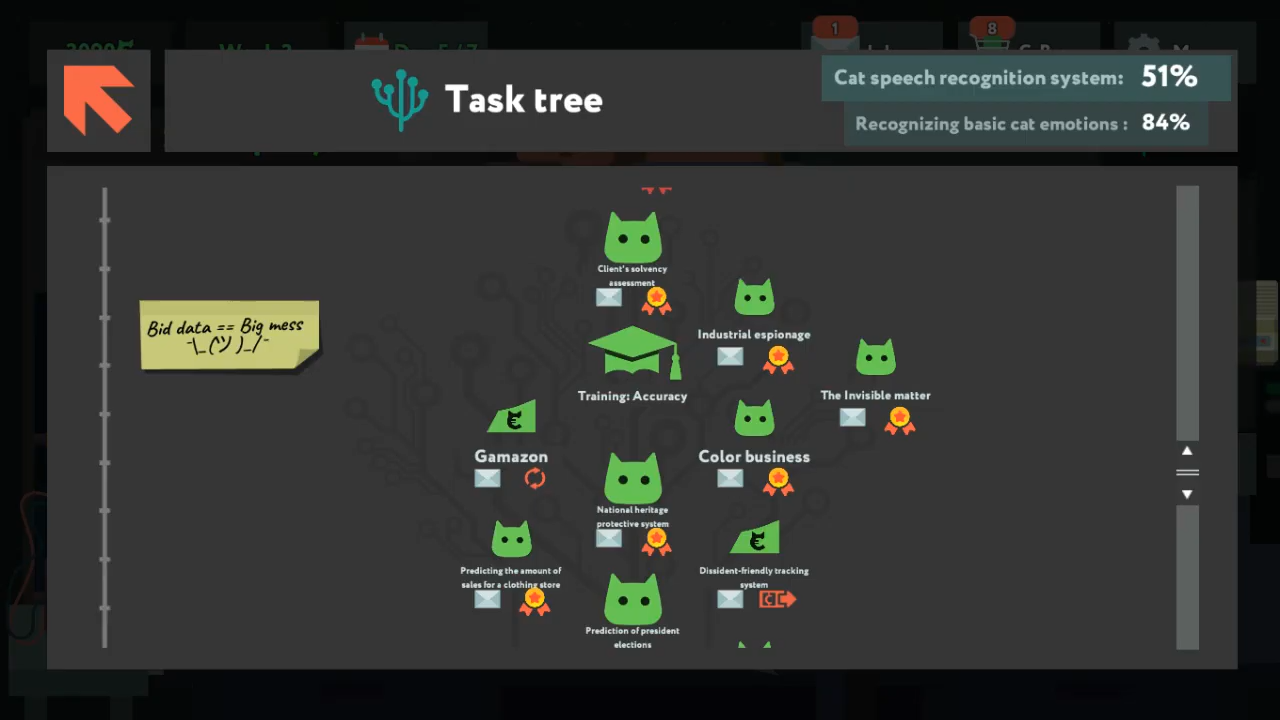 1
8
Task tree
Cat speech recognition system: 51%
Recognizing basic cat emotions : 84%
Bid data == Big mess
¯\_(ツ)_/¯
Client's solvency
assessment
Industrial espionage
Training: Accuracy
The Invisible matter
Gamazon
Color business
National heritage
protective system
Predicting the amount of
sales for a clothing store
Dissident-friendly tracking
system
Prediction of president
elections